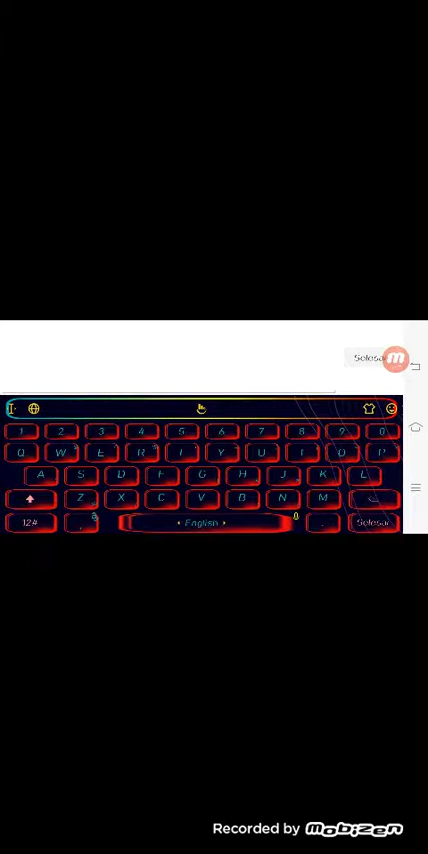 Selesai
1 2 3 4 5 6 7 8 9 0
Q W E R T Y U I O P
A S D F G H J K L
Z X C V B N M
12# , English . Selesai
Recorded by mobizen